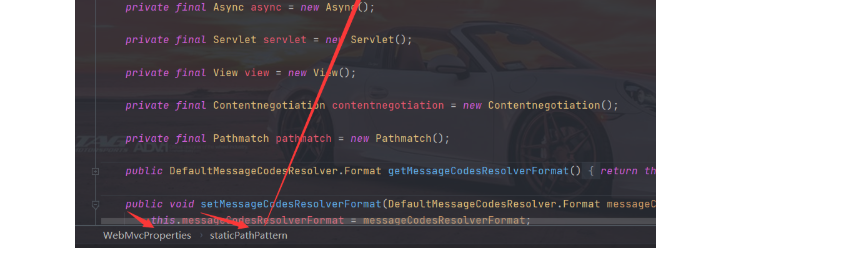 private final Async async = new Async();
private final Servlet servlet = new Servlet();
private final View view = new View();
private final Contentnegotiation contentnegotiation = new Contentnegotiation();
private final Pathmatch pathmatch = new Pathmatch();
public DefaultMessageCodesResolver.Format getMessageCodesResolverFormat() { return th
public void setMessageCodesResolverFormat(DefaultMessageCodesResolver.Format messageC
this.messageCodesResolverFormat = messageCodesResolverFormat;
WebMvcProperties › staticPathPattern